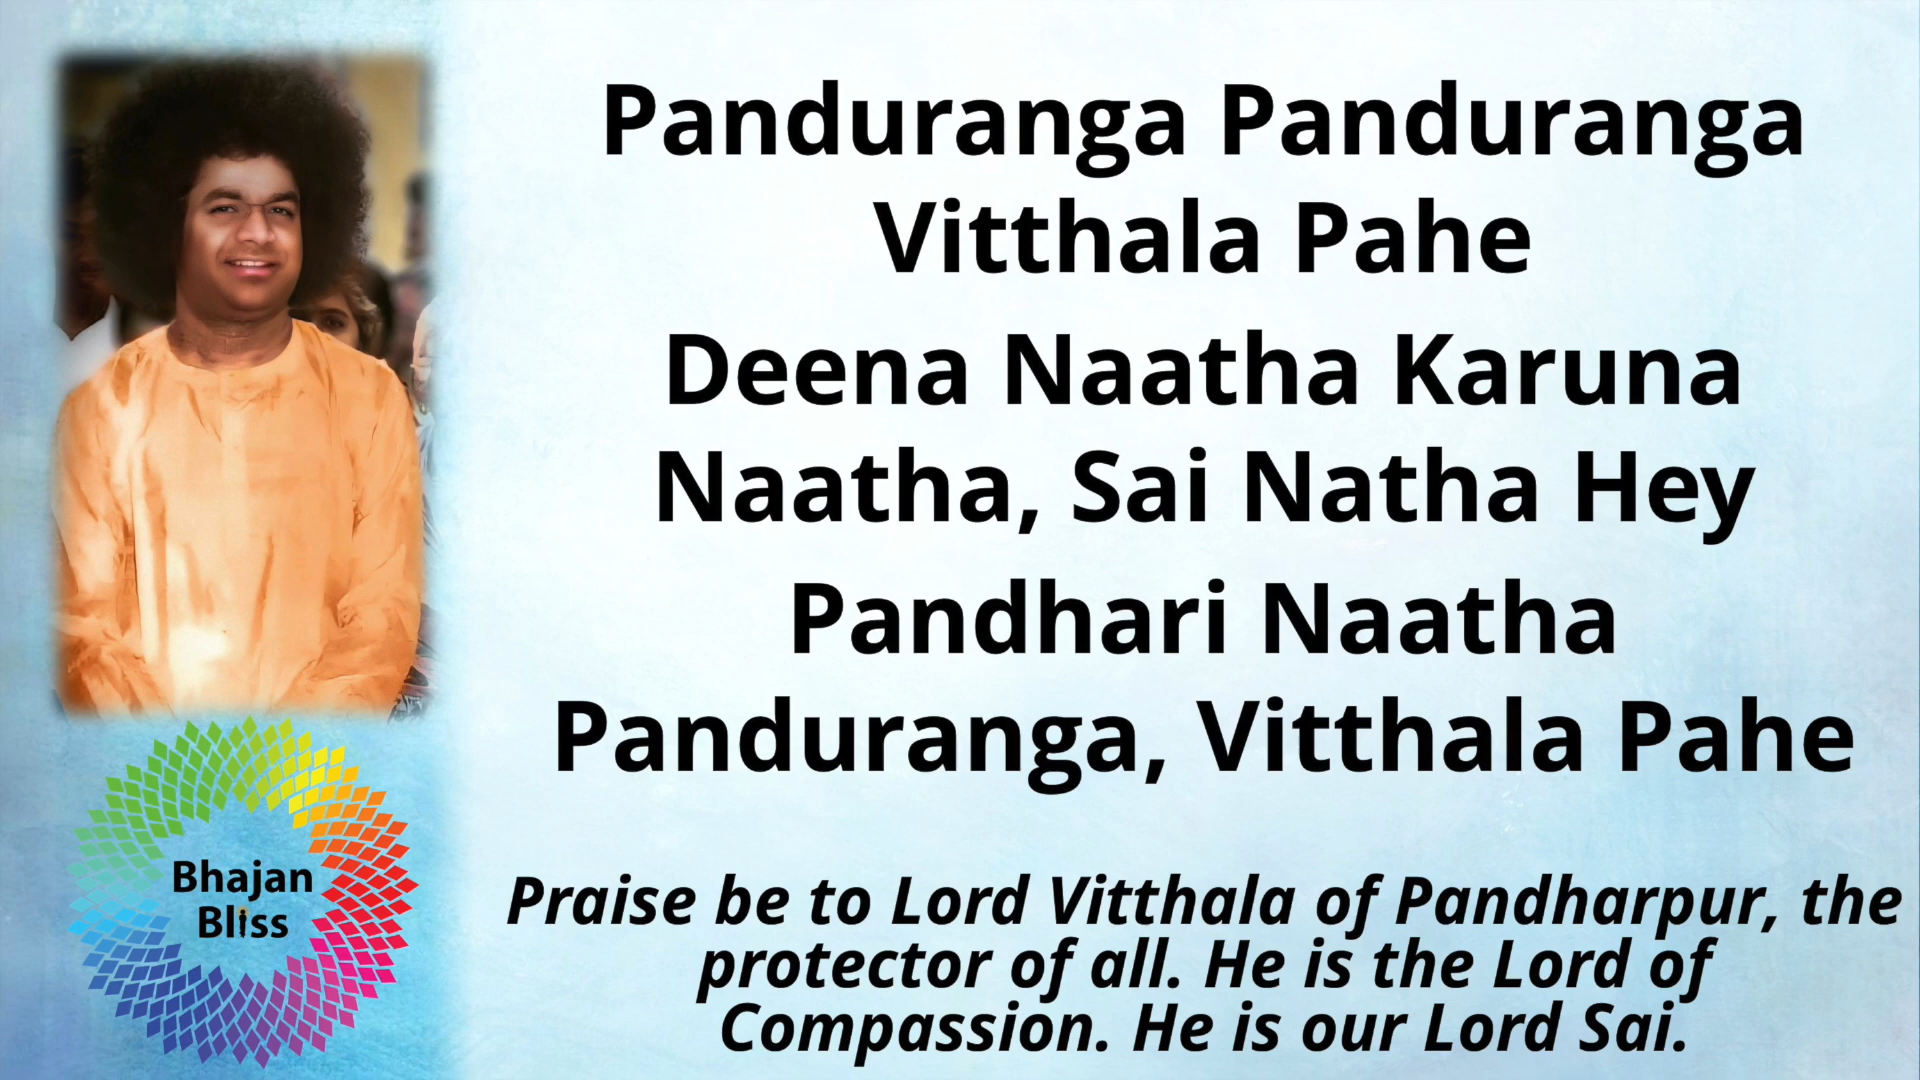 Panduranga Panduranga
Vitthala Pahe
Deena Naatha Karuna
Naatha, Sai Natha Hey
Pandhari Naatha
Panduranga, Vitthala Pahe
Praise be to Lord Vitthala of Pandharpur, the
protector of all. He is the Lord of
Compassion. He is our Lord Sai.
Bhajan
Bliss